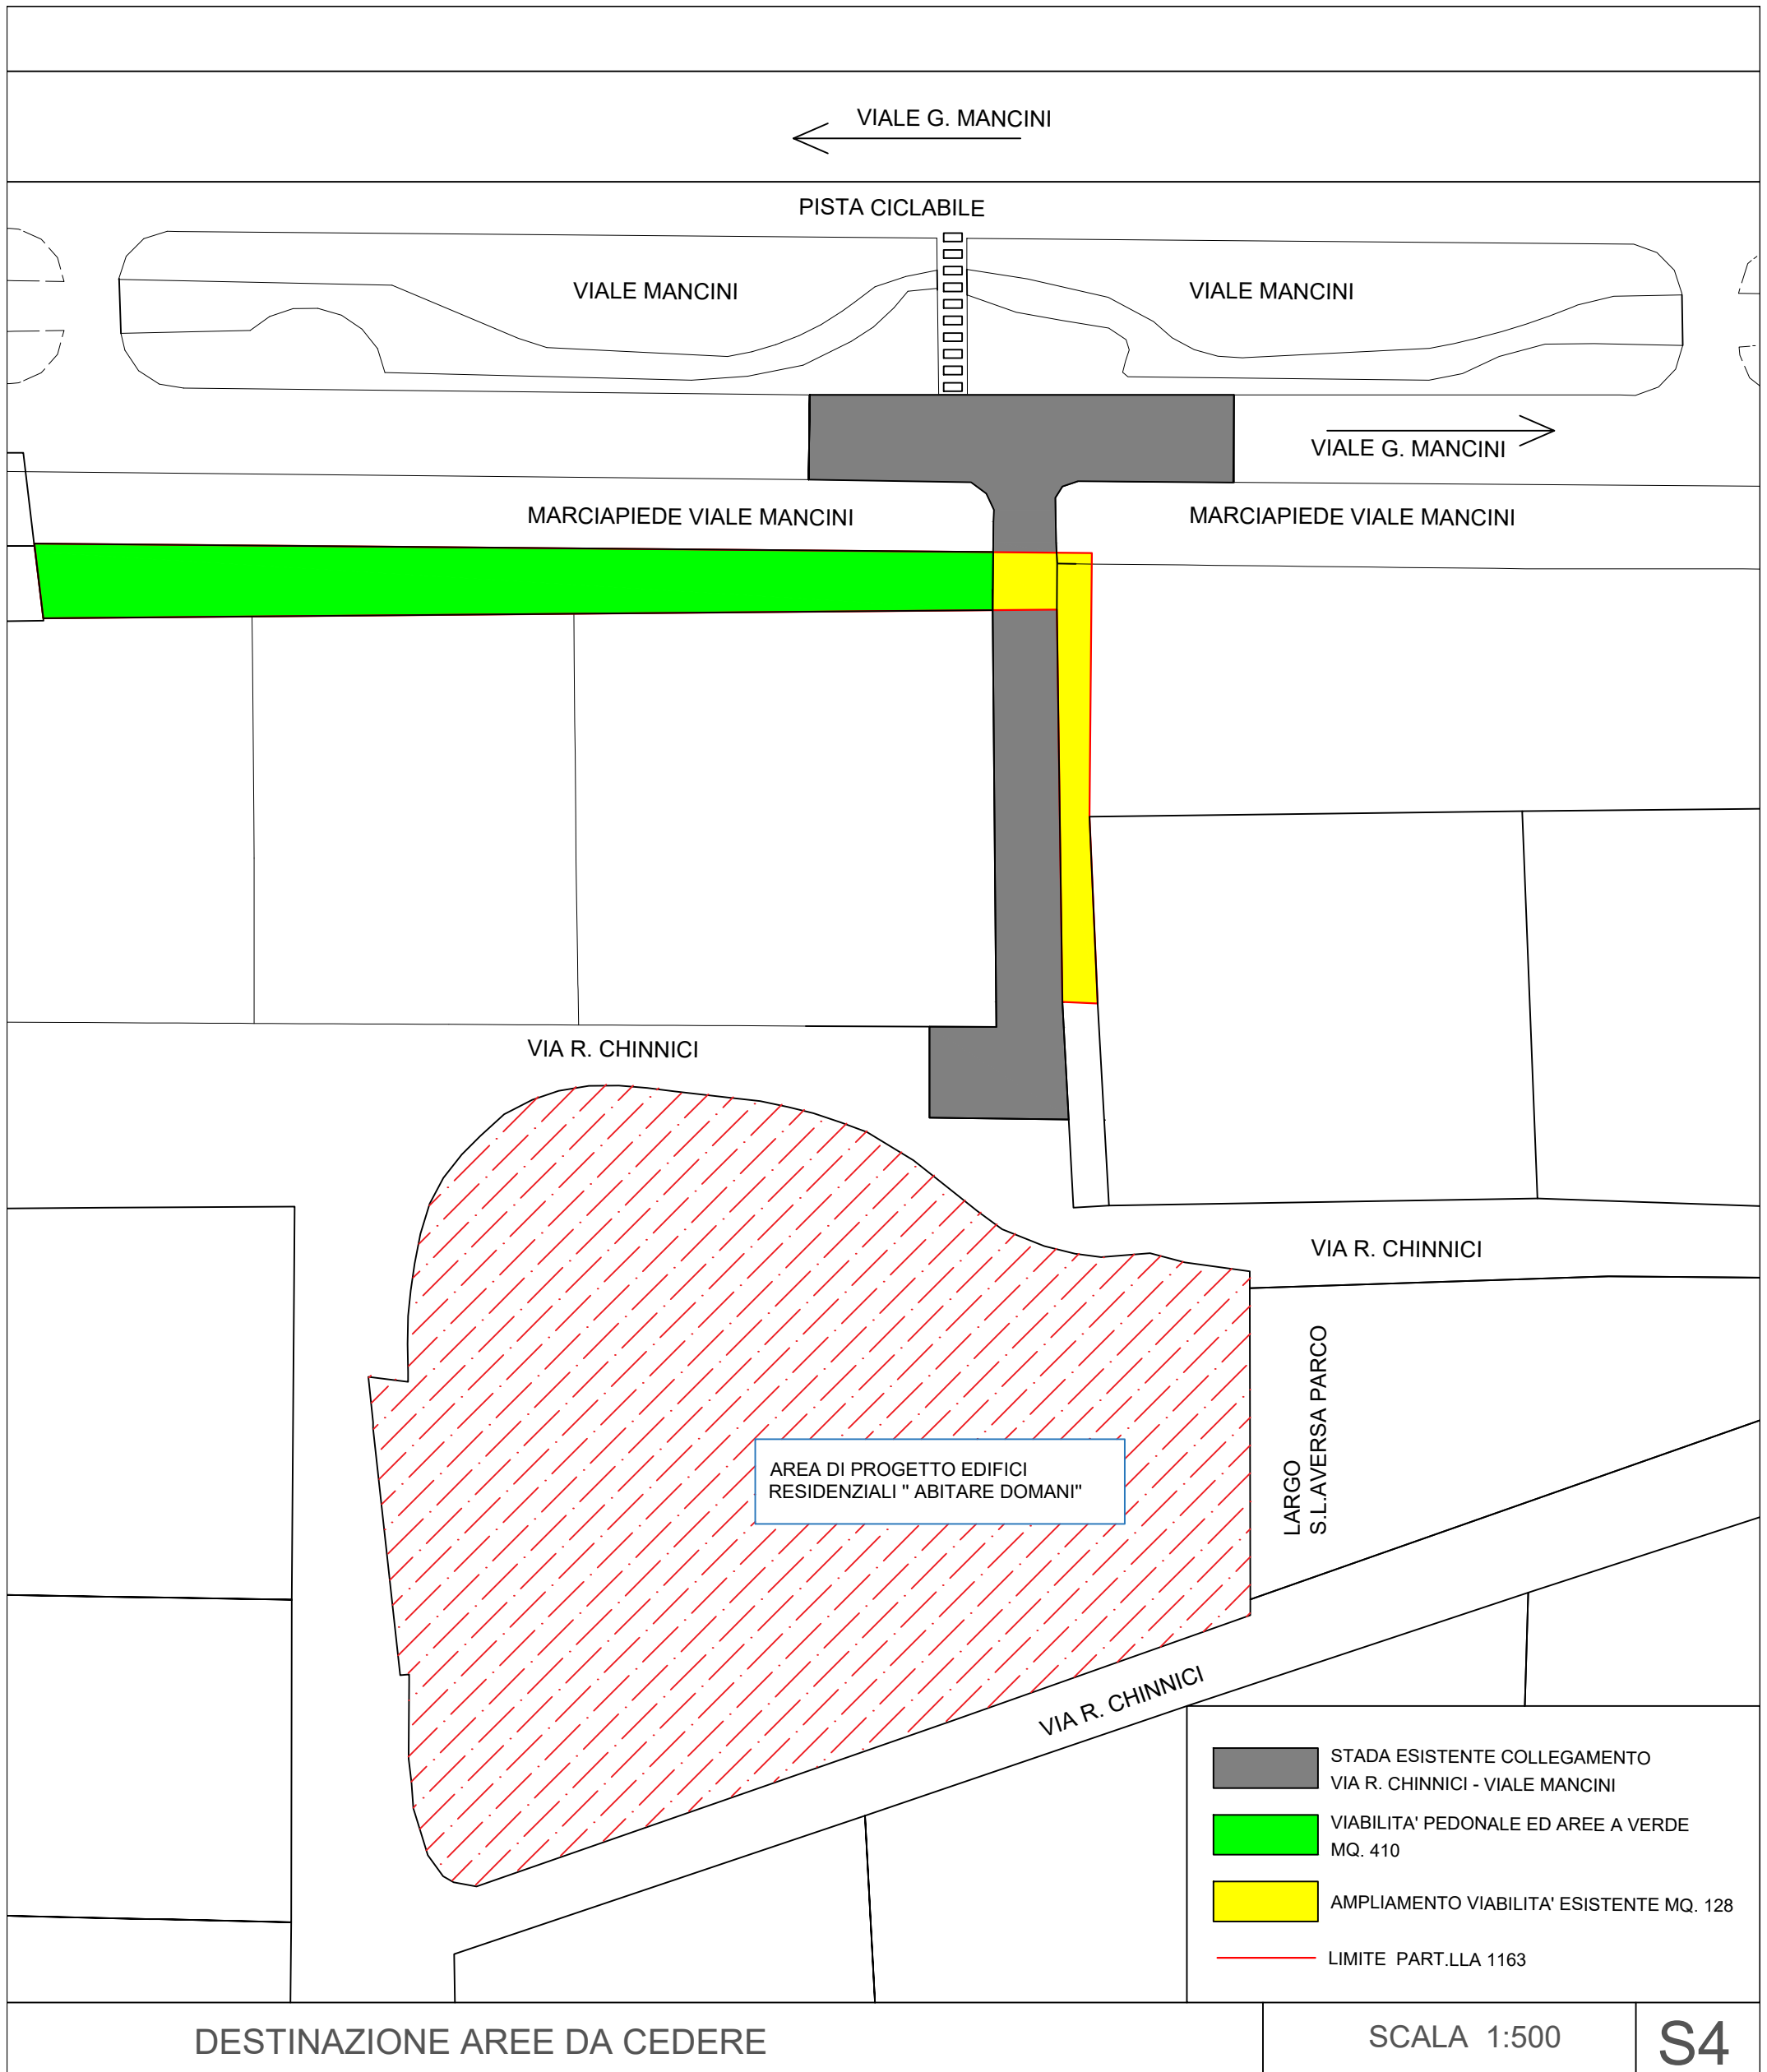 VIALE G. MANCINI
PISTA CICLABILE
VIALE MANCINI
VIALE MANCINI
VIALE G. MANCINI
MARCIAPIEDE VIALE MANCINI
MARCIAPIEDE VIALE MANCINI
VIA R. CHINNICI
VIA R. CHINNICI
LARGO
S.L.AVERSA PARCO
AREA DI PROGETTO EDIFICI
RESIDENZIALI " ABITARE DOMANI"
VIA R. CHINNICI
STADA ESISTENTE COLLEGAMENTO
VIA R. CHINNICI - VIALE MANCINI
VIABILITA' PEDONALE ED AREE A VERDE
MQ. 410
AMPLIAMENTO VIABILITA' ESISTENTE MQ. 128
LIMITE PART.LLA 1163
DESTINAZIONE AREE DA CEDERE
SCALA 1:500
S4